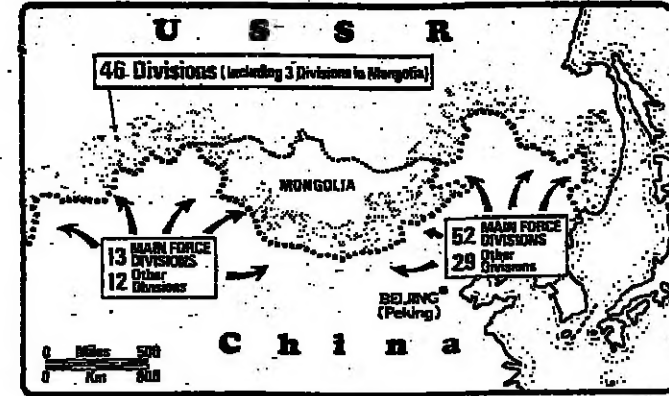 U S S R
46 Divisions (Including 3 Divisions in Mongolia)
MONGOLIA
13 MAIN FORCE DIVISIONS
12 Other Divisions
52 MAIN FORCE DIVISIONS
29 Other Divisions
BEIJING
(Peking)
China
0 Miles 500
0 Km 800